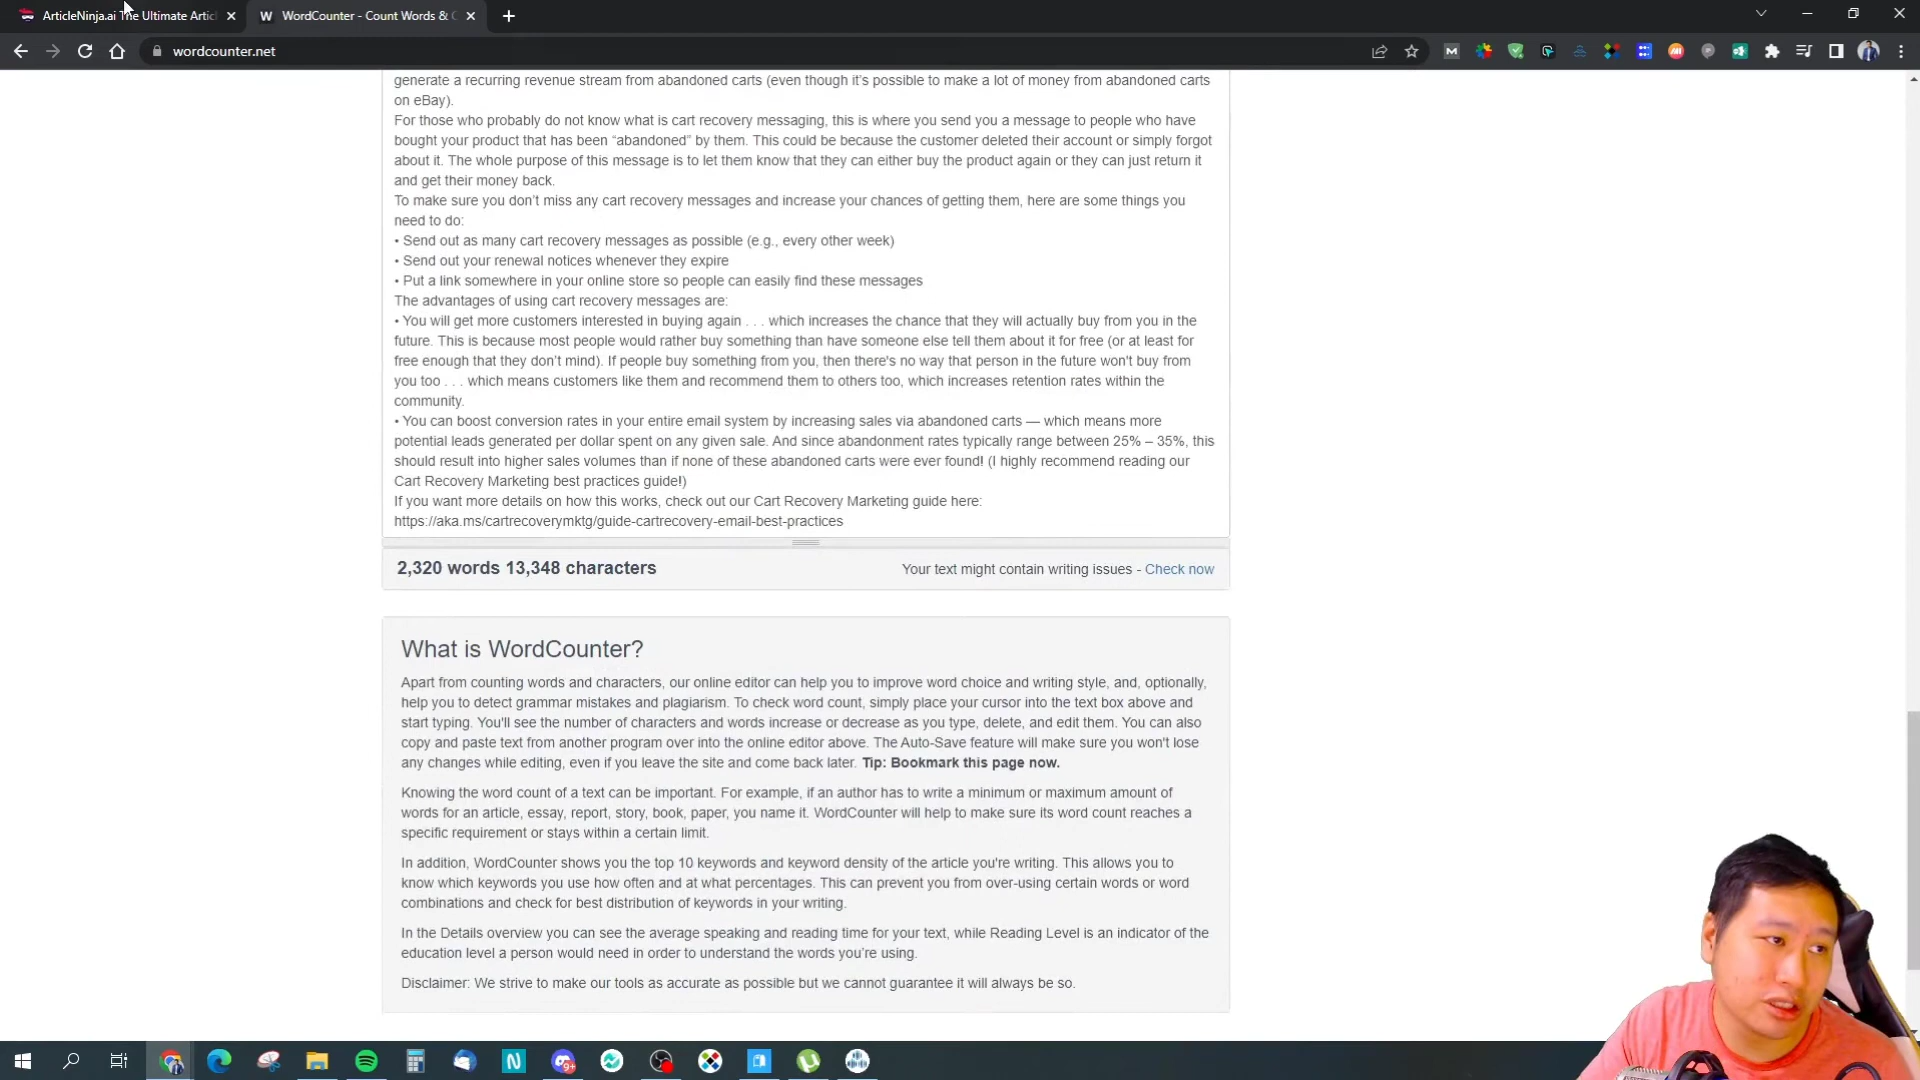 ArticleNinja.ai The Ultimate Artic
WordCounter - Count Words & C
wordcounter.net
generate a recurring revenue stream from abandoned carts (even though it's possible to make a lot of money from abandoned carts
on eBay).
For those who probably do not know what is cart recovery messaging, this is where you send you a message to people who have
bought your product that has been “abandoned” by them. This could be because the customer deleted their account or simply forgot
about it. The whole purpose of this message is to let them know that they can either buy the product again or they can just return it
and get their money back.
To make sure you don’t miss any cart recovery messages and increase your chances of getting them, here are some things you
need to do:
• Send out as many cart recovery messages as possible (e.g., every other week)
• Send out your renewal notices whenever they expire
• Put a link somewhere in your online store so people can easily find these messages
The advantages of using cart recovery messages are:
• You will get more customers interested in buying again . . . which increases the chance that they will actually buy from you in the
future. This is because most people would rather buy something than have someone else tell them about it for free (or at least for
free enough that they don’t mind). If people buy something from you, then there's no way that person in the future won't buy from
you too . . . which means customers like them and recommend them to others too, which increases retention rates within the
community.
• You can boost conversion rates in your entire email system by increasing sales via abandoned carts — which means more
potential leads generated per dollar spent on any given sale. And since abandonment rates typically range between 25% – 35%, this
should result into higher sales volumes than if none of these abandoned carts were ever found! (I highly recommend reading our
Cart Recovery Marketing best practices guide!)
If you want more details on how this works, check out our Cart Recovery Marketing guide here:
https://aka.ms/cartrecoverymktg/guide-cartrecovery-email-best-practices
2,320 words 13,348 characters
Your text might contain writing issues - Check now
What is WordCounter?
Apart from counting words and characters, our online editor can help you to improve word choice and writing style, and, optionally,
help you to detect grammar mistakes and plagiarism. To check word count, simply place your cursor into the text box above and
start typing. You'll see the number of characters and words increase or decrease as you type, delete, and edit them. You can also
copy and paste text from another program over into the online editor above. The Auto-Save feature will make sure you won't lose
any changes while editing, even if you leave the site and come back later. Tip: Bookmark this page now.
Knowing the word count of a text can be important. For example, if an author has to write a minimum or maximum amount of
words for an article, essay, report, story, book, paper, you name it. WordCounter will help to make sure its word count reaches a
specific requirement or stays within a certain limit.
In addition, WordCounter shows you the top 10 keywords and keyword density of the article you're writing. This allows you to
know which keywords you use how often and at what percentages. This can prevent you from over-using certain words or word
combinations and check for best distribution of keywords in your writing.
In the Details overview you can see the average speaking and reading time for your text, while Reading Level is an indicator of the
education level a person would need in order to understand the words you’re using.
Disclaimer: We strive to make our tools as accurate as possible but we cannot guarantee it will always be so.